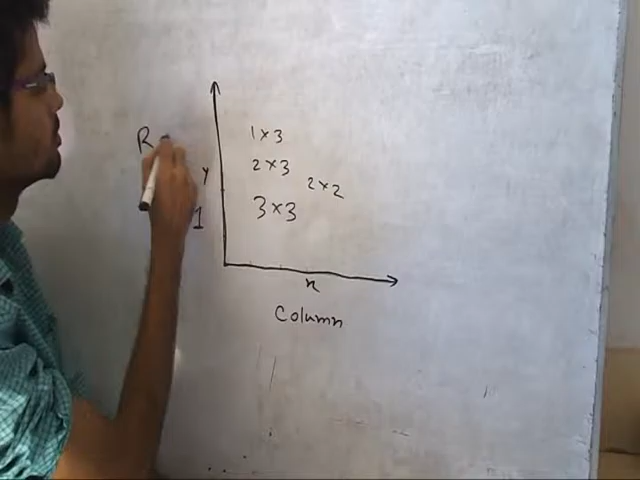 R
1 × 3
2 × 3
y
2 × 2
3 × 3
1
x
Column